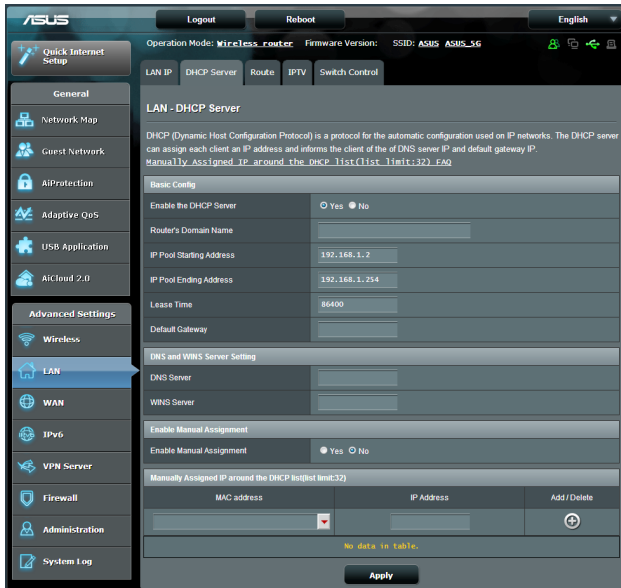 ASUS
Logout
Reboot
English
Quick Internet
Setup
Operation Mode: Wireless router Firmware Version: SSID: ASUS ASUS_5G
LAN IP
DHCP Server
Route
IPTV
Switch Control
General
Network Map
Guest Network
AiProtection
Adaptive QoS
USB Application
AiCloud 2.0
Advanced Settings
Wireless
LAN
WAN
IPv6
VPN Server
Firewall
Administration
System Log
LAN - DHCP Server
DHCP (Dynamic Host Configuration Protocol) is a protocol for the automatic configuration used on IP networks. The DHCP server
can assign each client an IP address and informs the client of the of DNS server IP and default gateway IP.
Manually Assigned IP around the DHCP list(list limit:32) FAQ
Basic Config
Enable the DHCP Server Yes No
Router's Domain Name
IP Pool Starting Address 192.168.1.2
IP Pool Ending Address 192.168.1.254
Lease Time 86400
Default Gateway
DNS and WINS Server Setting
DNS Server
WINS Server
Enable Manual Assignment
Enable Manual Assignment Yes No
Manually Assigned IP around the DHCP list(list limit:32)
MAC address IP Address Add / Delete
No data in table.
Apply